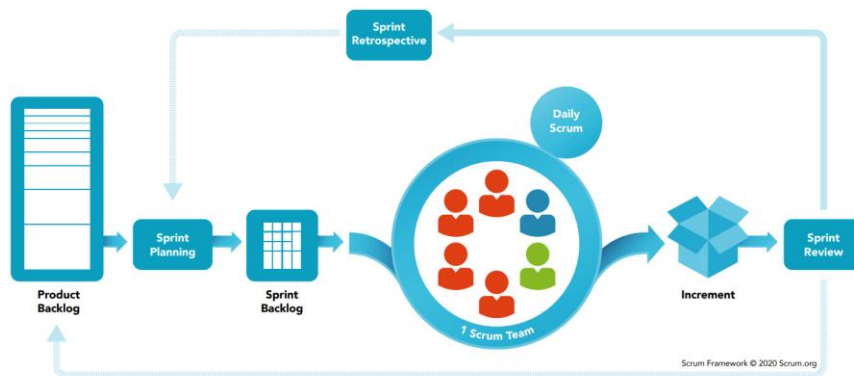 Sprint
Retrospective
Daily
Scrum
Sprint
Planning
Sprint
Review
Product
Backlog
Sprint
Backlog
Increment
1 Scrum Team
Scrum Framework © 2020 Scrum.org